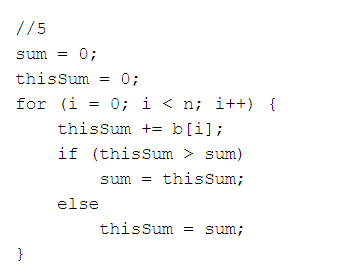 //5
sum = 0;
thisSum = 0;
for (i = 0; i < n; i++) {
    thisSum += b[i];
    if (thisSum > sum)
        sum = thisSum;
    else
        thisSum = sum;
}